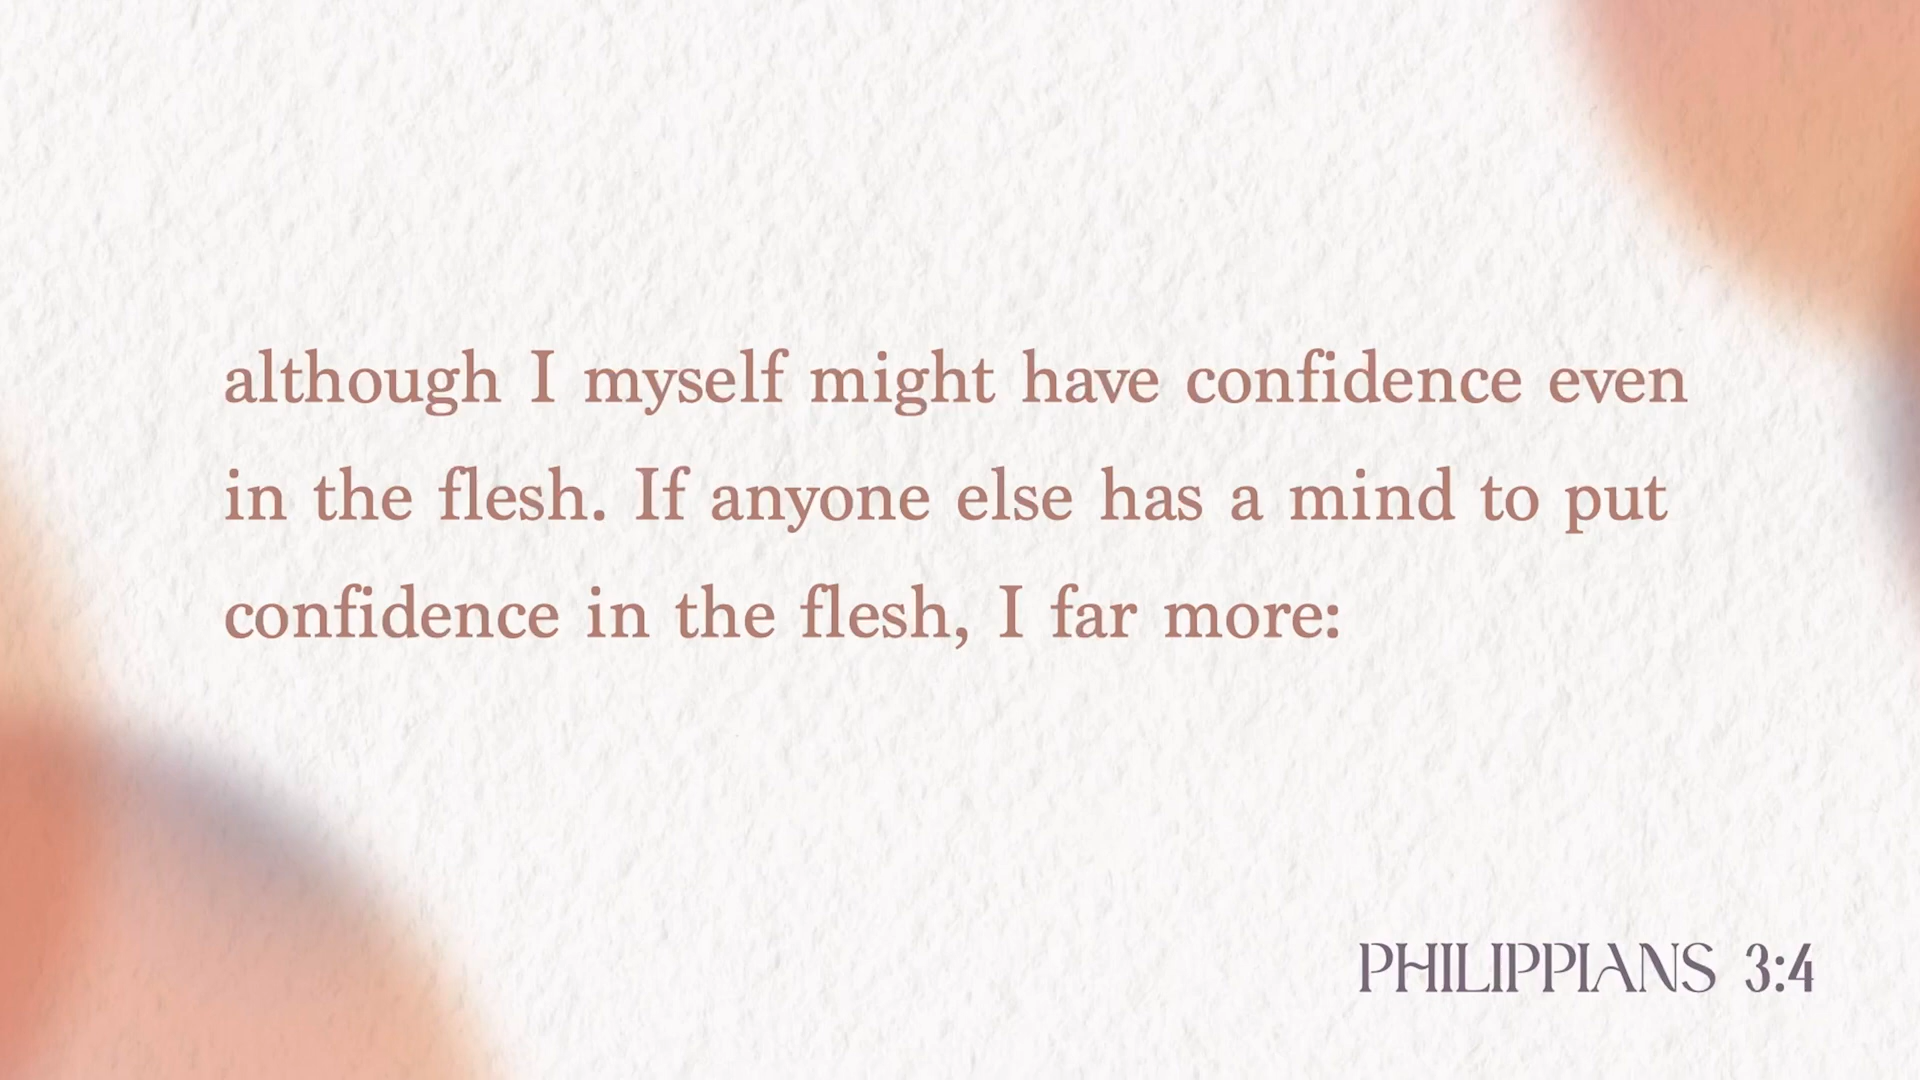 although I myself might have confidence even
in the flesh. If anyone else has a mind to put
confidence in the flesh, I far more:
PHILIPPIANS 3:4